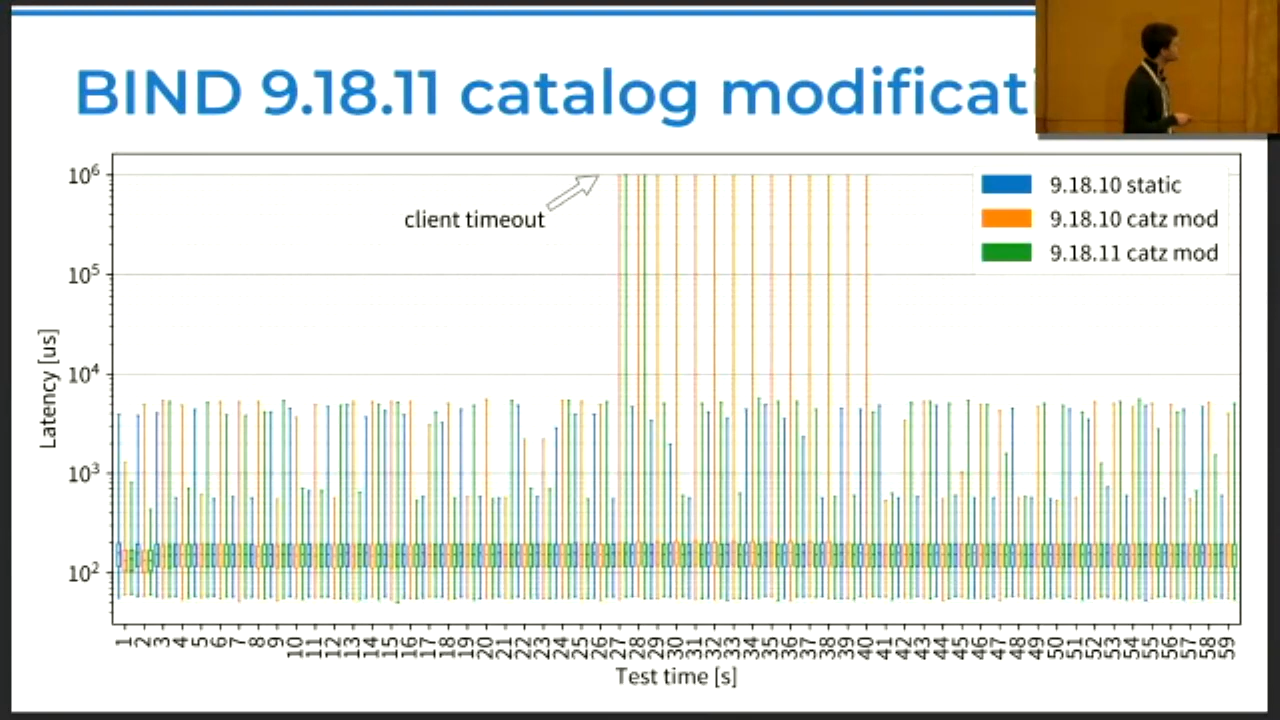 BIND 9.18.11 catalog modificati
10⁶
10⁵
10⁴
10³
10²
Latency [us]
client timeout
9.18.10 static
9.18.10 catz mod
9.18.11 catz mod
1 2 3 4 5 6 7 8 9 10 11 12 13 14 15 16 17 18 19 20 21 22 23 24 25 26 27 28 29 30 31 32 33 34 35 36 37 38 39 40 41 42 43 44 45 46 47 48 49 50 51 52 53 54 55 56 57 58 59
Test time [s]